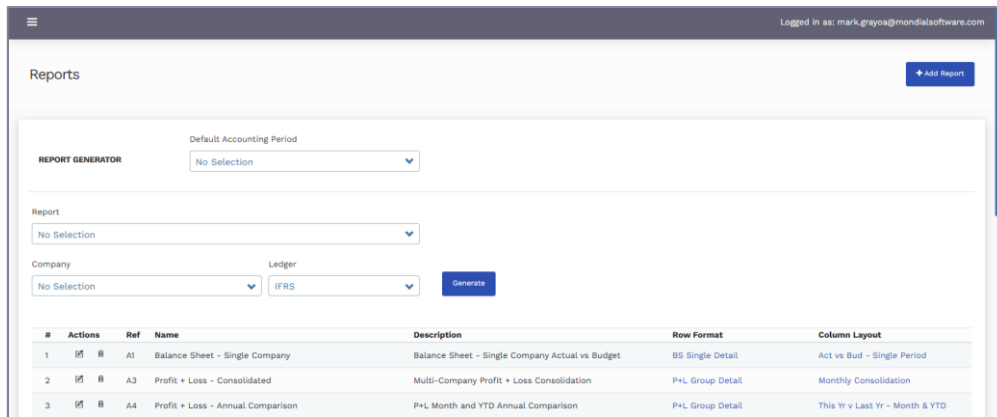 Logged in as: mark.grayoa@mondialsoftware.com
Reports
+ Add Report
Default Accounting Period
REPORT GENERATOR
No Selection
Report
No Selection
Company Ledger
No Selection IFRS Generate
# Actions Ref Name Description Row Format Column Layout
1 A1 Balance Sheet - Single Company Balance Sheet - Single Company Actual vs Budget BS Single Detail Act vs Bud - Single Period
2 A3 Profit + Loss - Consolidated Multi-Company Profit + Loss Consolidation P+L Group Detail Monthly Consolidation
3 A4 Profit + Loss - Annual Comparison P+L Month and YTD Annual Comparison P+L Group Detail This Yr v Last Yr - Month & YTD